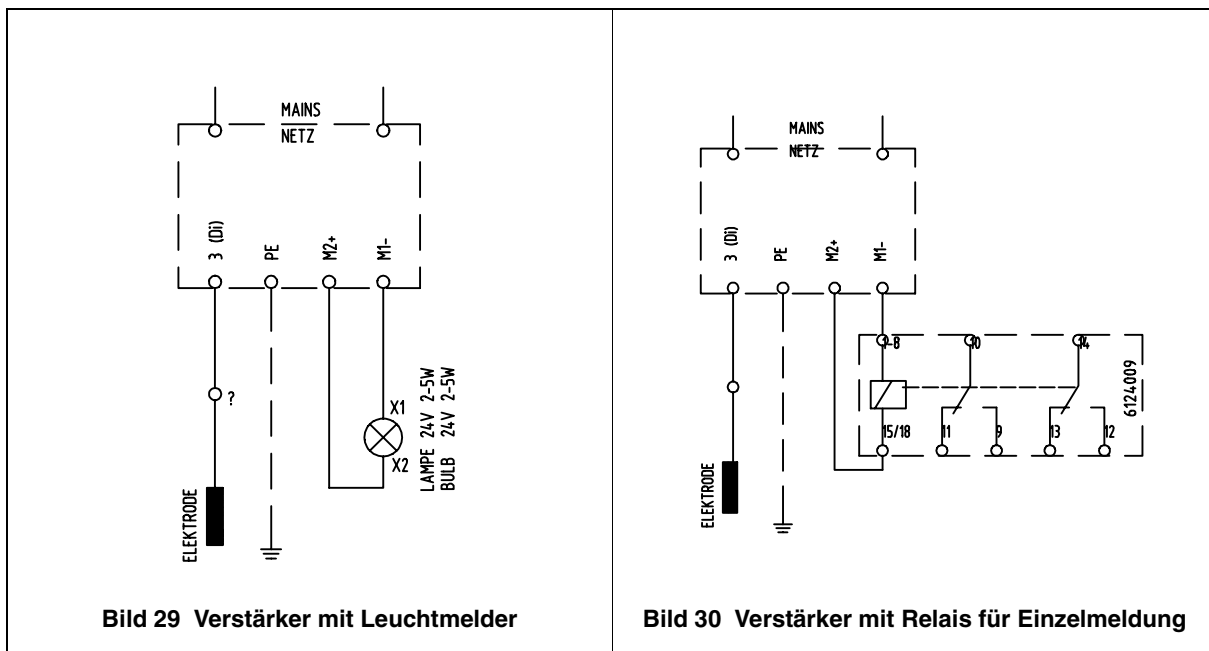 MAINS
NETZ
3 (Di)
PE
M2+
M1-
?
X1
X2
ELEKTRODE
LAMPE 24V 2-5W
BULB 24V 2-5W
Bild 29 Verstärker mit Leuchtmelder
MAINS
NETZ
3 (Di)
PE
M2+
M1-
1-8
10
14
6124009
15/18
11
9
13
12
ELEKTRODE
Bild 30 Verstärker mit Relais für Einzelmeldung